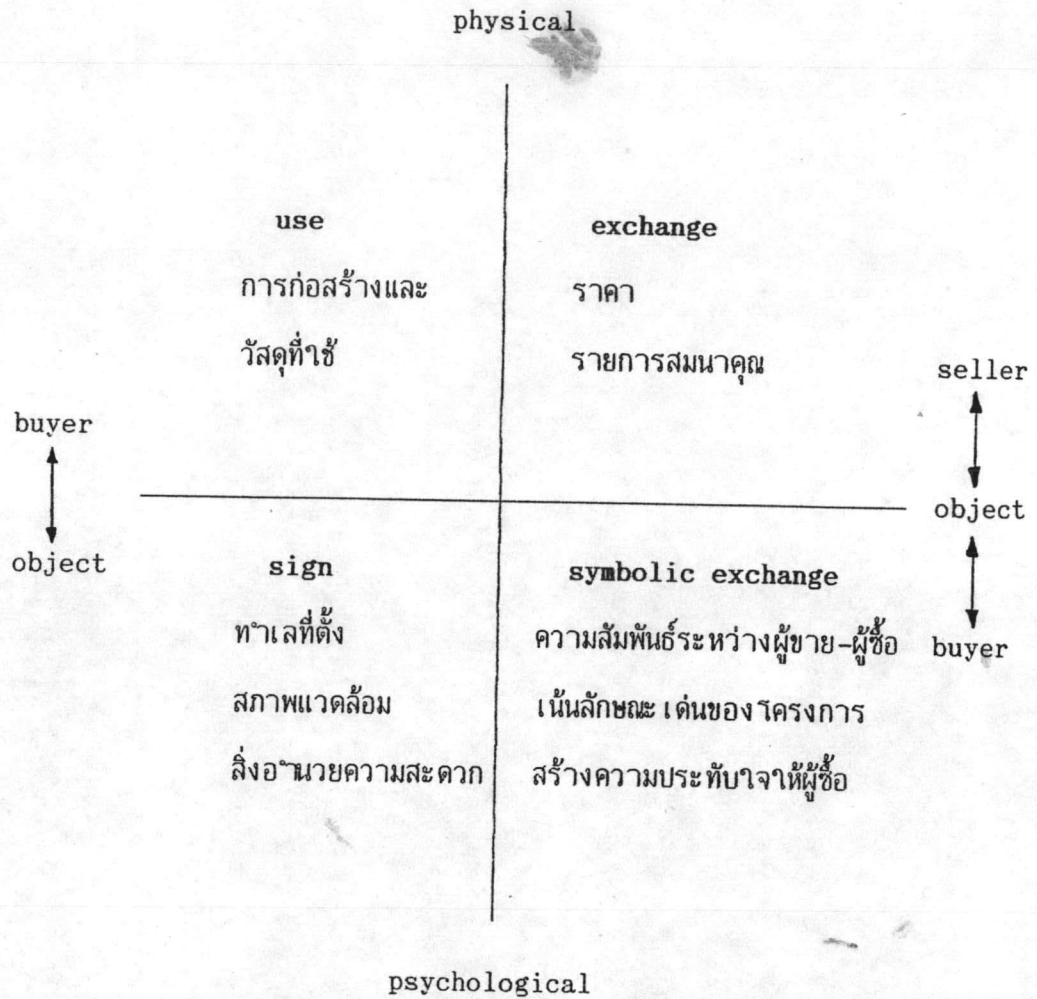 physical
use
การก่อสร้างและ
วัสดุที่ใช้
exchange
ราคา
รายการสมนาคุณ
buyer
object
seller
object
buyer
sign
ทำเลที่ตั้ง
สภาพแวดล้อม
สิ่งอำนวยความสะดวก
symbolic exchange
ความสัมพันธ์ระหว่างผู้ขาย-ผู้ซื้อ
เน้นลักษณะเด่นของโครงการ
สร้างความประทับใจให้ผู้ซื้อ
psychological